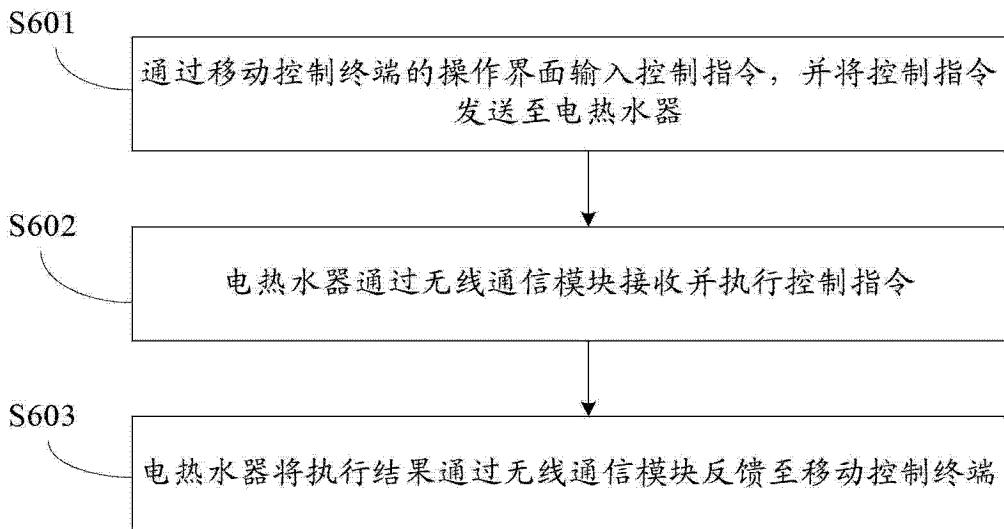 S601
通过移动控制终端的操作界面输入控制指令，并将控制指令
发送至电热水器
S602
电热水器通过无线通信模块接收并执行控制指令
S603
电热水器将执行结果通过无线通信模块反馈至移动控制终端